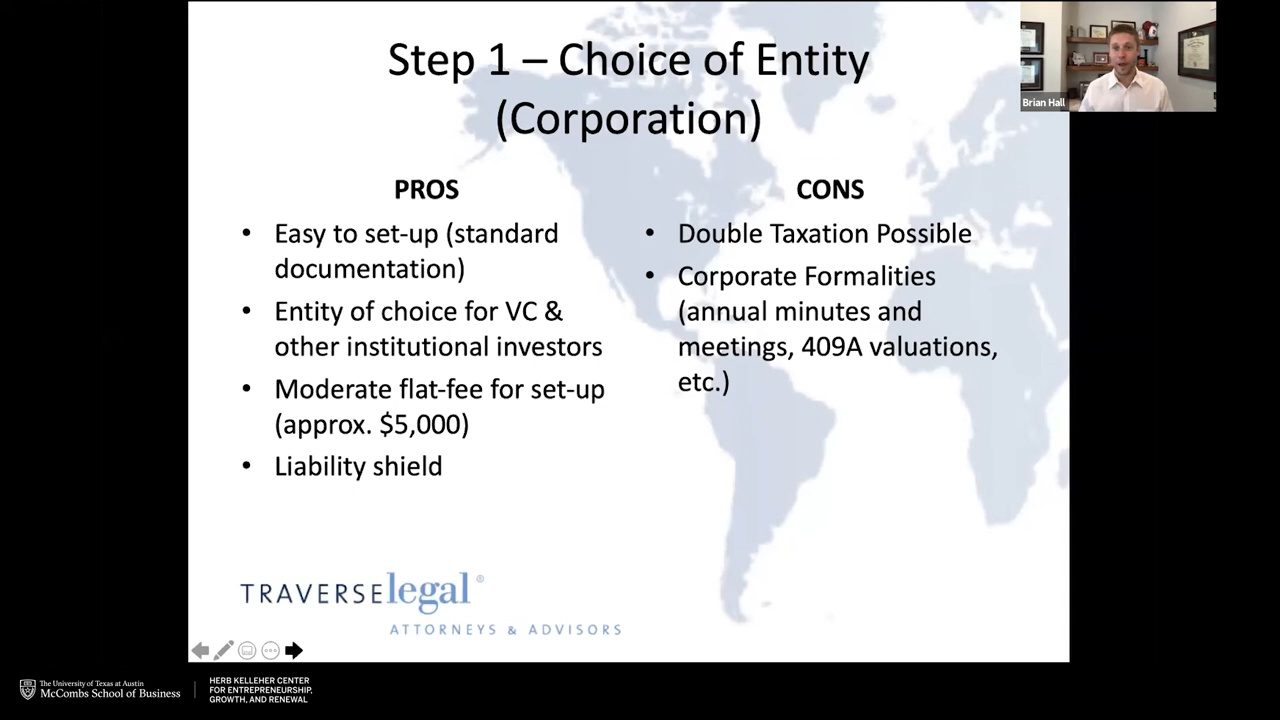 Step 1 – Choice of Entity
(Corporation)
PROS
• Easy to set-up (standard
documentation)
• Entity of choice for VC &
other institutional investors
• Moderate flat-fee for set-up
(approx. $5,000)
• Liability shield
CONS
• Double Taxation Possible
• Corporate Formalities
(annual minutes and
meetings, 409A valuations,
etc.)
TRAVERSElegal®
ATTORNEYS & ADVISORS
Brian Hall
The University of Texas at Austin
McCombs School of Business
HERB KELLEHER CENTER
FOR ENTREPRENEURSHIP,
GROWTH, AND RENEWAL